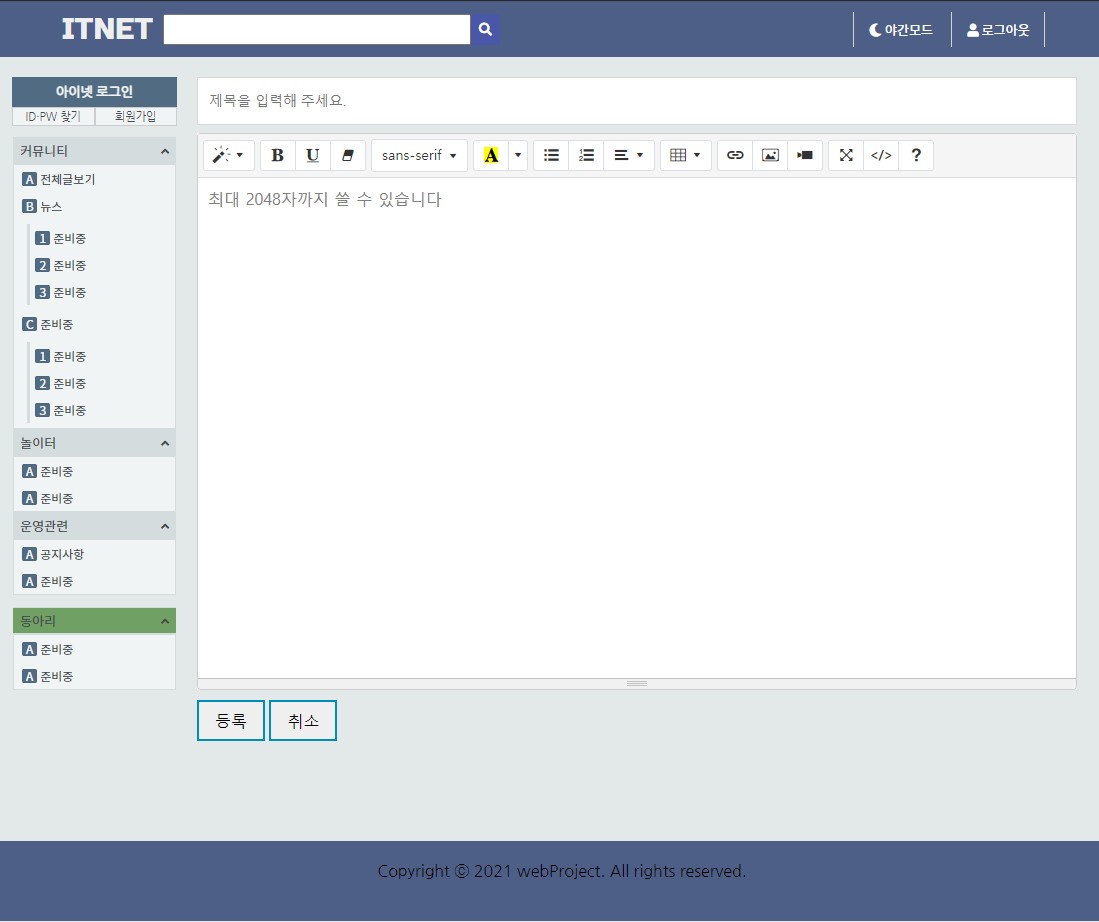 ITNET
야간모드
로그아웃
아이넷 로그인
ID·PW 찾기
회원가입
커뮤니티
A 전체글보기
B 뉴스
1 준비중
2 준비중
3 준비중
C 준비중
1 준비중
2 준비중
3 준비중
놀이터
A 준비중
A 준비중
운영관련
A 공지사항
A 준비중
동아리
A 준비중
A 준비중
제목을 입력해 주세요.
B U sans-serif A </> ?
최대 2048자까지 쓸 수 있습니다
등록
취소
Copyright ⓒ 2021 webProject. All rights reserved.